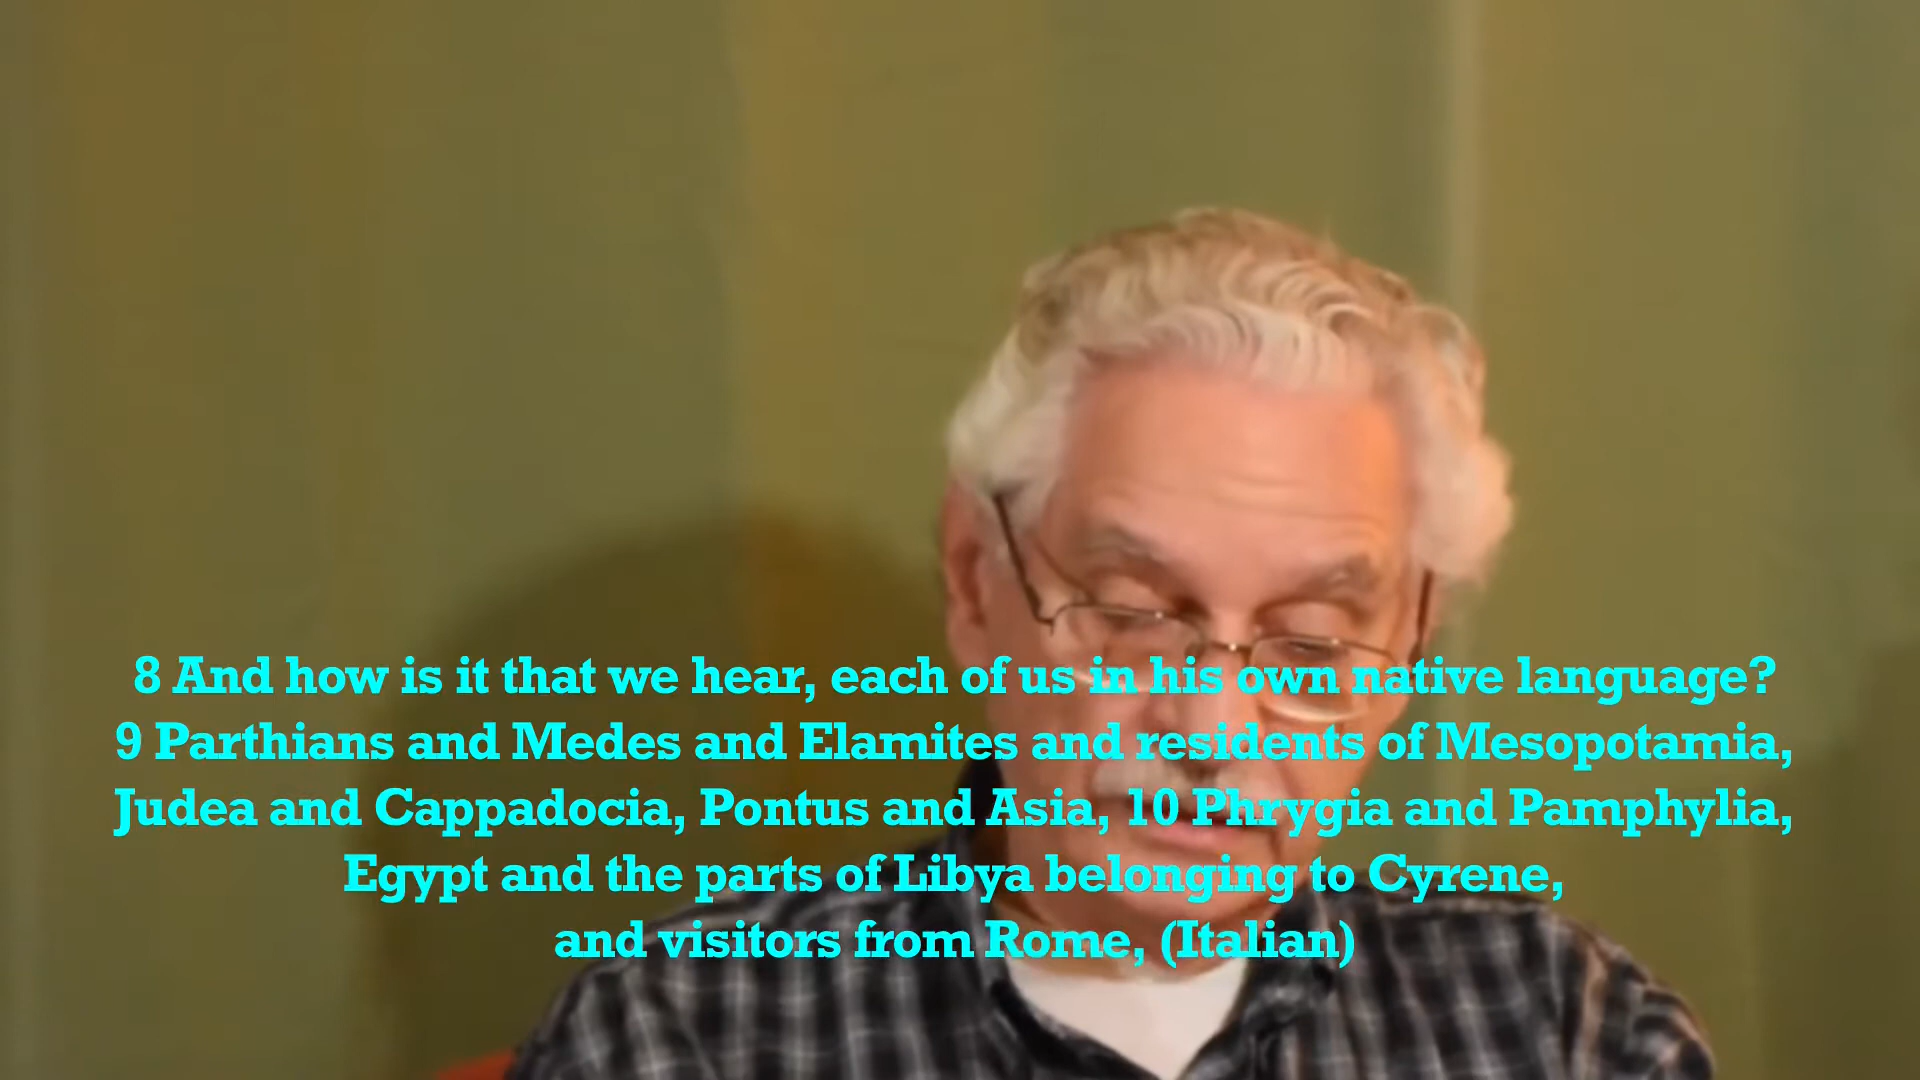 8 And how is it that we hear, each of us in his own native language?
9 Parthians and Medes and Elamites and residents of Mesopotamia,
Judea and Cappadocia, Pontus and Asia, 10 Phrygia and Pamphylia,
Egypt and the parts of Libya belonging to Cyrene,
and visitors from Rome, (Italian)